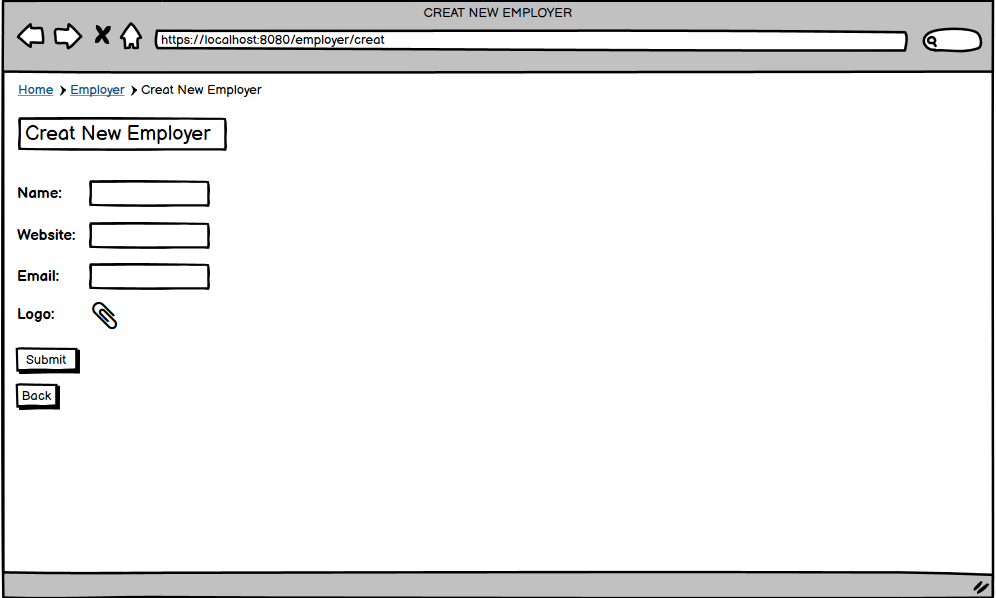 CREAT NEW EMPLOYER
https://localhost:8080/employer/creat
Home Employer Creat New Employer
Creat New Employer
Name:
Website:
Email:
Logo:
Submit
Back